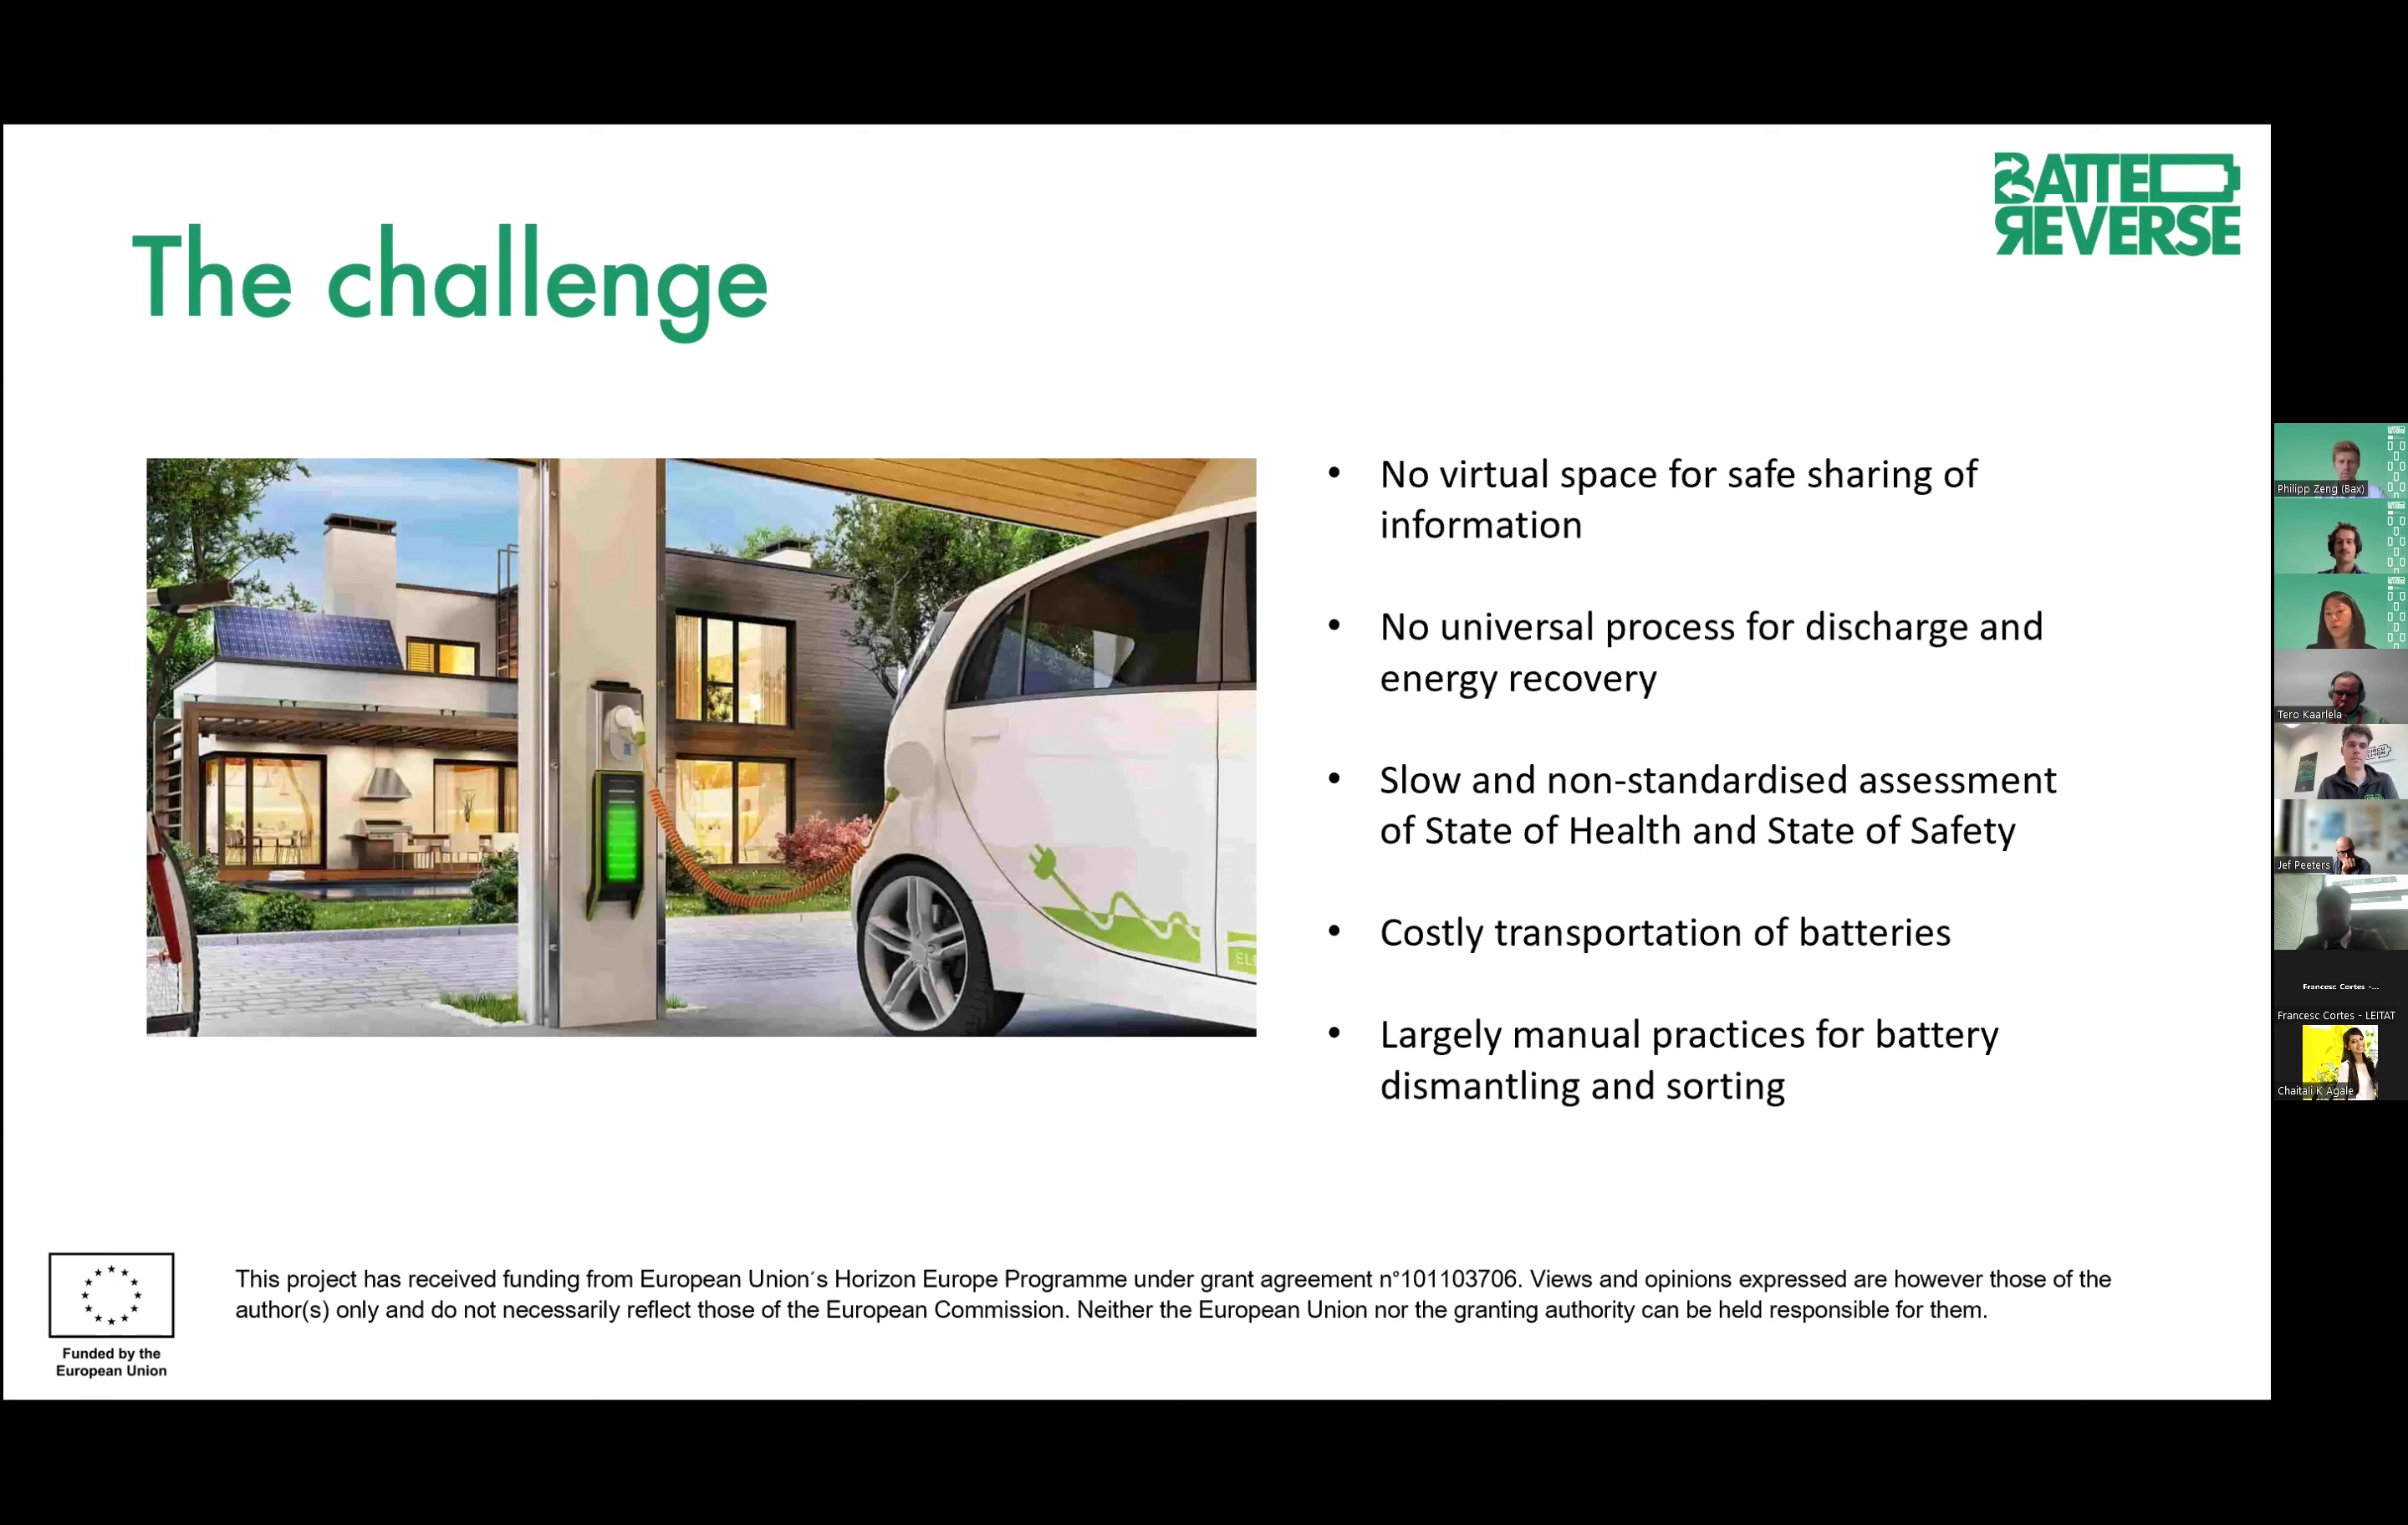 BATTE
REVERSE
The challenge
• No virtual space for safe sharing of
information
• No universal process for discharge and
energy recovery
• Slow and non-standardised assessment
of State of Health and State of Safety
• Costly transportation of batteries
• Largely manual practices for battery
dismantling and sorting
This project has received funding from European Union´s Horizon Europe Programme under grant agreement n°101103706. Views and opinions expressed are however those of the
author(s) only and do not necessarily reflect those of the European Commission. Neither the European Union nor the granting authority can be held responsible for them.
Funded by the
European Union
Philipp Zeng (Bax)
Tero Kaarlela
Jef Peeters
Francesc Cortes -...
Francesc Cortes - LEITAT
Chaitali K Agale